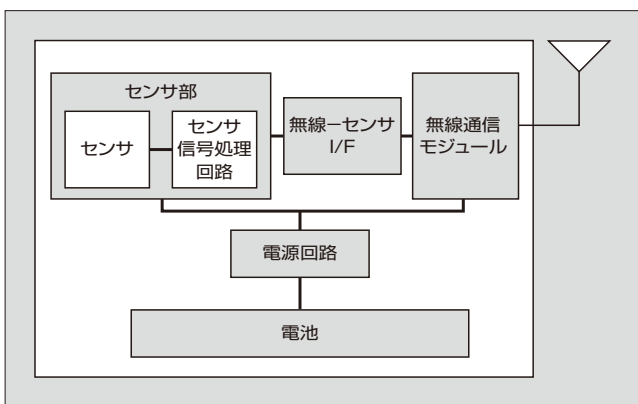 センサ部
センサ
センサ
信号処理
回路
無線ーセンサ
I/F
無線通信
モジュール
電源回路
電池